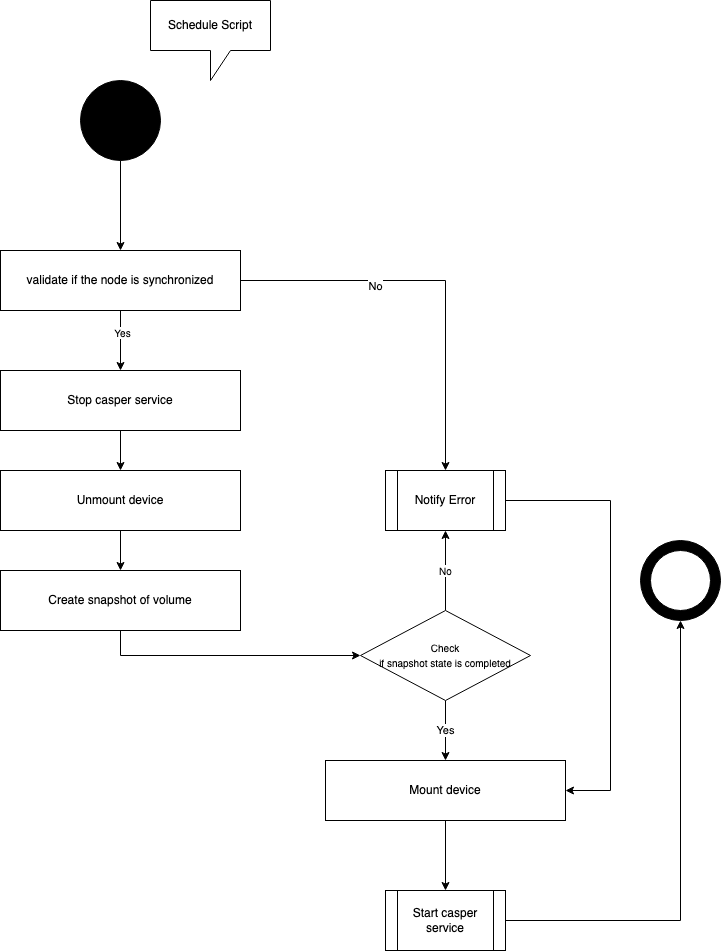 Schedule Script
validate if the node is synchronized
No
Yes
Stop casper service
Unmount device
Notify Error
Create snapshot of volume
No
Check
if snapshot state is completed
Yes
Mount device
Start casper
service